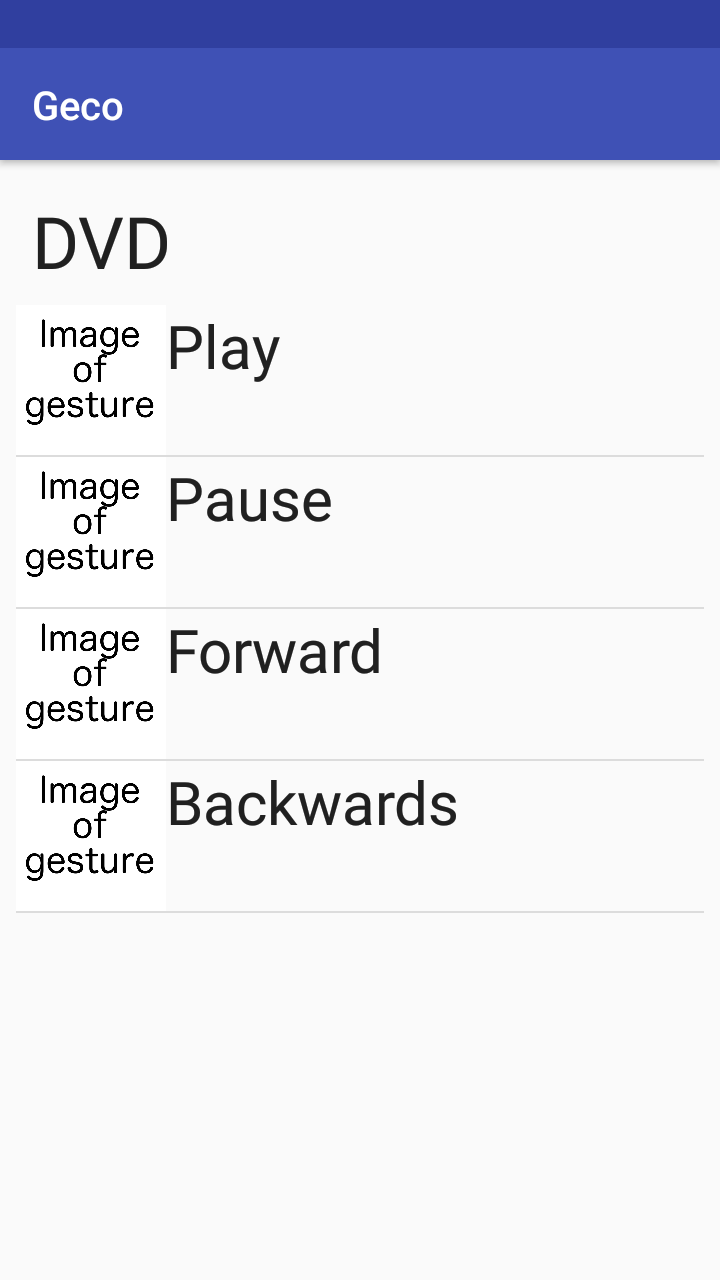 Geco
DVD
Image
of
gesture
Play
Image
of
gesture
Pause
Image
of
gesture
Forward
Image
of
gesture
Backwards